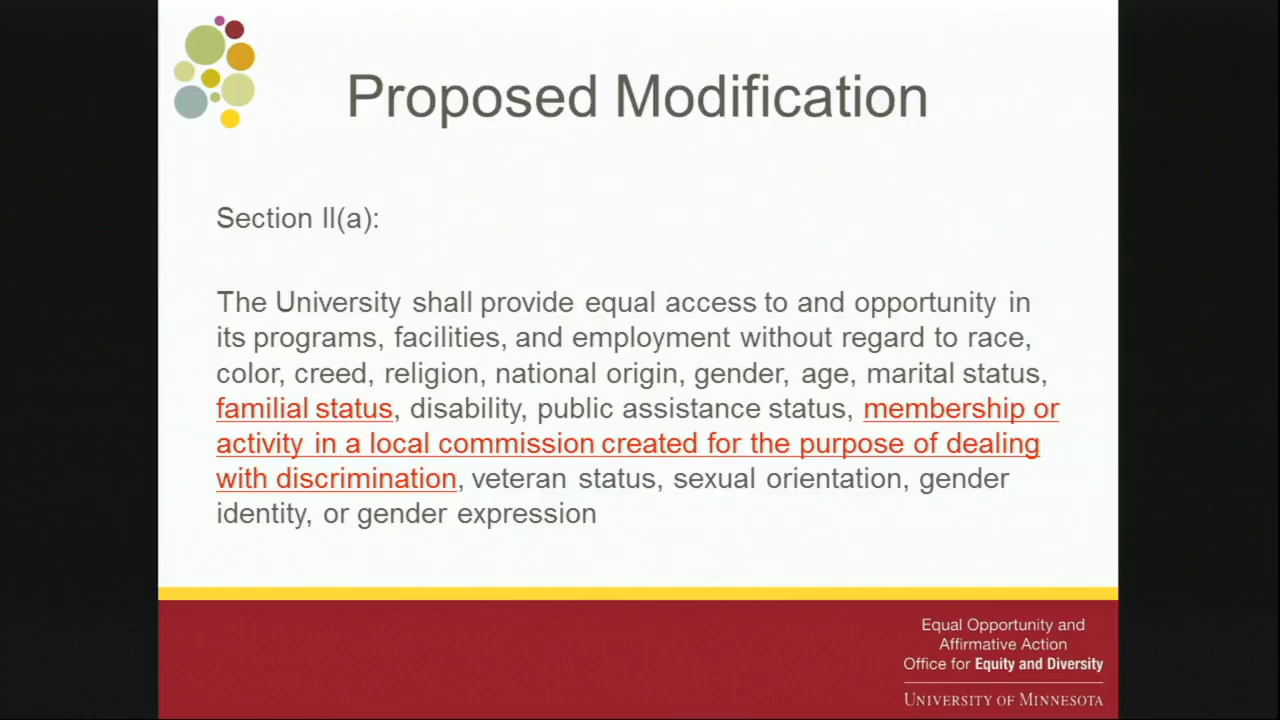 Proposed Modification
Section II(a):
The University shall provide equal access to and opportunity in
its programs, facilities, and employment without regard to race,
color, creed, religion, national origin, gender, age, marital status,
familial status, disability, public assistance status, membership or
activity in a local commission created for the purpose of dealing
with discrimination, veteran status, sexual orientation, gender
identity, or gender expression
Equal Opportunity and
Affirmative Action
Office for Equity and Diversity
UNIVERSITY OF MINNESOTA